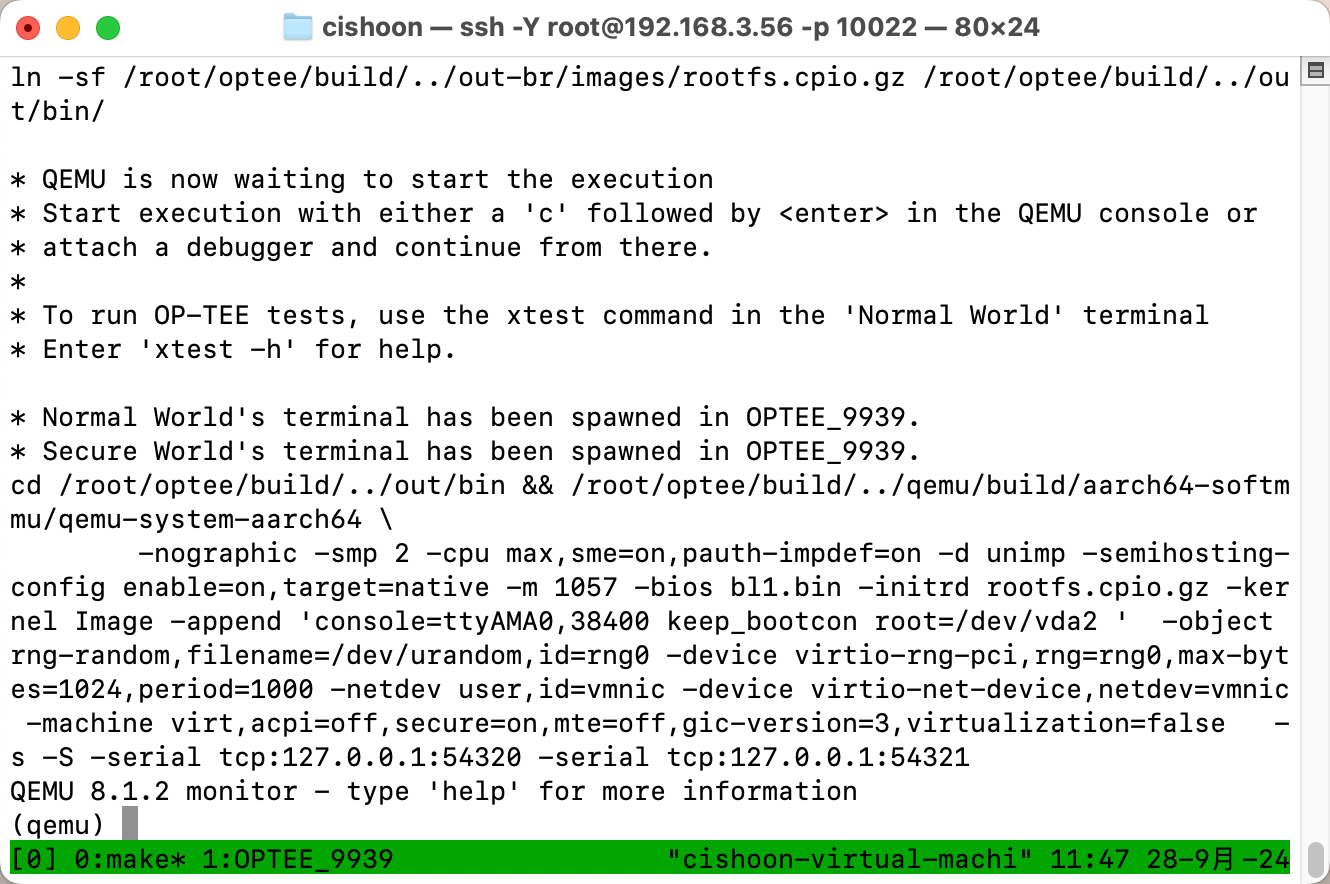 cishoon — ssh -Y root@192.168.3.56 -p 10022 — 80×24
ln -sf /root/optee/build/../out-br/images/rootfs.cpio.gz /root/optee/build/../ou
t/bin/
* QEMU is now waiting to start the execution
* Start execution with either a 'c' followed by <enter> in the QEMU console or
* attach a debugger and continue from there.
*
* To run OP-TEE tests, use the xtest command in the 'Normal World' terminal
* Enter 'xtest -h' for help.
* Normal World's terminal has been spawned in OPTEE_9939.
* Secure World's terminal has been spawned in OPTEE_9939.
cd /root/optee/build/../out/bin && /root/optee/build/../qemu/build/aarch64-softm
mu/qemu-system-aarch64 \
        -nographic -smp 2 -cpu max,sme=on,pauth-impdef=on -d unimp -semihosting-
config enable=on,target=native -m 1057 -bios bl1.bin -initrd rootfs.cpio.gz -ker
nel Image -append 'console=ttyAMA0,38400 keep_bootcon root=/dev/vda2 '  -object
rng-random,filename=/dev/urandom,id=rng0 -device virtio-rng-pci,rng=rng0,max-byt
es=1024,period=1000 -netdev user,id=vmnic -device virtio-net-device,netdev=vmnic
 -machine virt,acpi=off,secure=on,mte=off,gic-version=3,virtualization=false   -
s -S -serial tcp:127.0.0.1:54320 -serial tcp:127.0.0.1:54321
QEMU 8.1.2 monitor - type 'help' for more information
(qemu)
[0] 0:make* 1:OPTEE_9939 "cishoon-virtual-machi" 11:47 28-9月-24